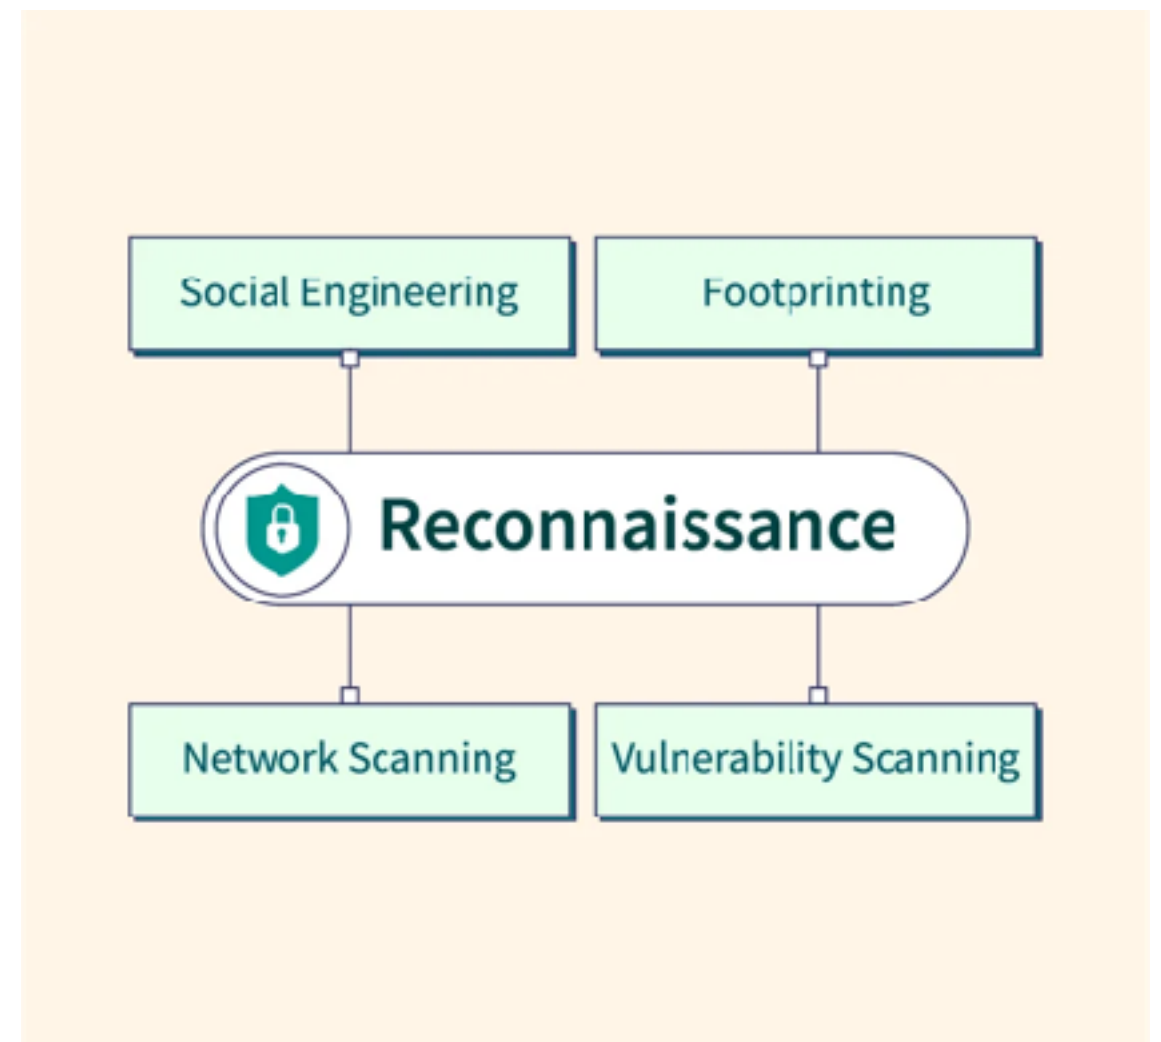 Social Engineering
Footprinting
Reconnaissance
Network Scanning
Vulnerability Scanning